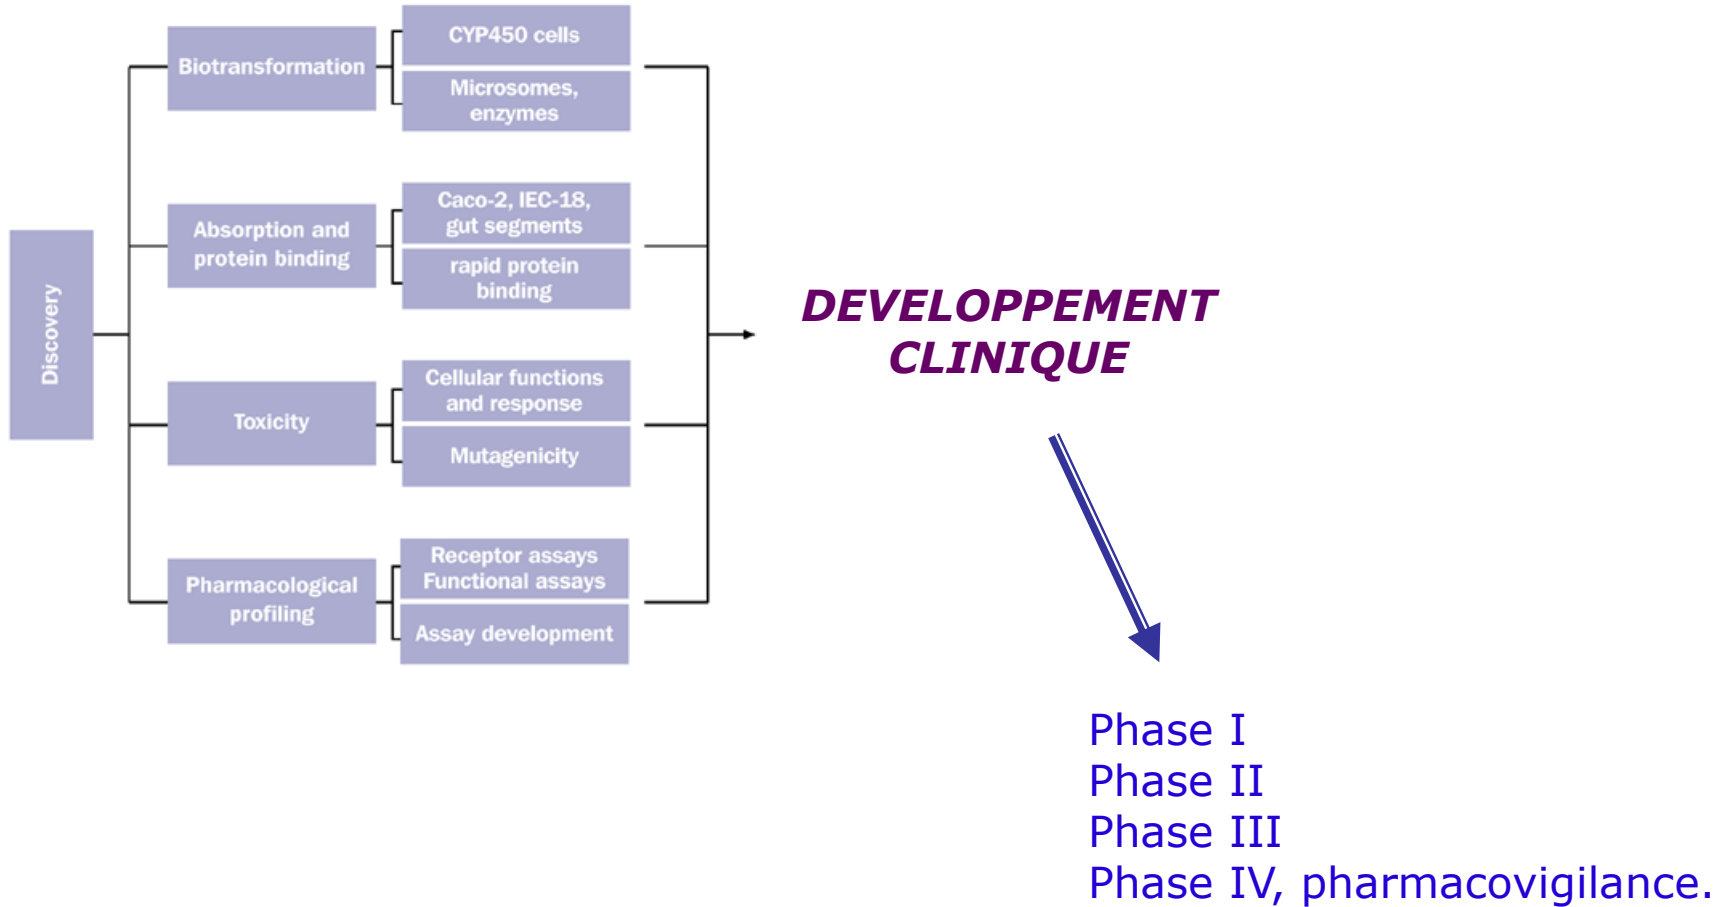 Discovery
Biotransformation
CYP450 cells
Microsomes,
enzymes
Absorption and
protein binding
Caco-2, IEC-18,
gut segments
rapid protein
binding
Toxicity
Cellular functions
and response
Mutagenicity
Pharmacological
profiling
Receptor assays
Functional assays
Assay development
DEVELOPPEMENT
CLINIQUE
Phase I
Phase II
Phase III
Phase IV, pharmacovigilance.